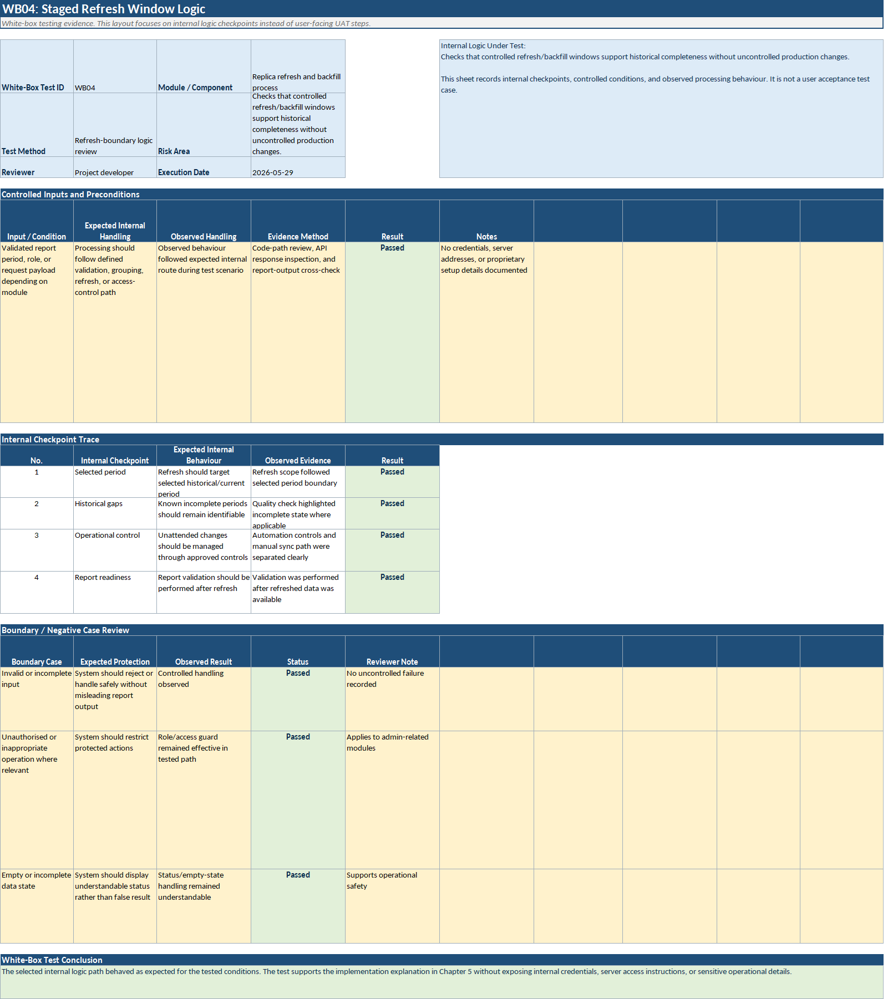 WB04: Staged Refresh Window Logic
White-box testing evidence. This layout focuses on internal logic checkpoints instead of user-facing UAT steps.
White-Box Test ID
WB04
Module / Component
Replica refresh and backfill
process
Internal Logic Under Test:
Checks that controlled refresh/backfill windows support historical completeness without uncontrolled production changes.
This sheet records internal checkpoints, controlled conditions, and observed processing behaviour. It is not a user acceptance test
case.
Test Method
Refresh-boundary logic
review
Risk Area
Checks that controlled
refresh/backfill windows
support historical
completeness without
uncontrolled production
changes.
Reviewer
Project developer
Execution Date
2026-05-29
Controlled Inputs and Preconditions
Input / Condition
Expected Internal
Handling
Observed Handling
Evidence Method
Result
Notes
Validated report
period, role, or
request payload
depending on
module
Processing should
follow defined
validation, grouping,
refresh, or access-
control path
Observed behaviour
followed expected internal
route during test scenario
Code-path review, API
response inspection, and
report-output cross-check
Passed
No credentials, server
addresses, or proprietary
setup details documented
Internal Checkpoint Trace
No.
Internal Checkpoint
Expected Internal
Behaviour
Observed Evidence
Result
1
Selected period
Refresh should target
selected historical/current
period
Refresh scope followed
selected period boundary
Passed
2
Historical gaps
Known incomplete periods
should remain identifiable
Quality check highlighted
incomplete state where
applicable
Passed
3
Operational control
Unattended changes
should be managed
through approved controls
Automation controls and
manual sync path were
separated clearly
Passed
4
Report readiness
Report validation should be
performed after refresh
Validation was performed
after refreshed data was
available
Passed
Boundary / Negative Case Review
Boundary Case
Expected Protection
Observed Result
Status
Reviewer Note
Invalid or incomplete
input
System should reject or
handle safely without
misleading report
output
Controlled handling
observed
Passed
No uncontrolled failure
recorded
Unauthorised or
inappropriate
operation where
relevant
System should restrict
protected actions
Role/access guard
remained effective in
tested path
Passed
Applies to admin-related
modules
Empty or incomplete
data state
System should display
understandable status
rather than false result
Status/empty-state
handling remained
understandable
Passed
Supports operational
safety
White-Box Test Conclusion
The selected internal logic path behaved as expected for the tested conditions. The test supports the implementation explanation in Chapter 5 without exposing internal credentials, server access instructions, or sensitive operational details.